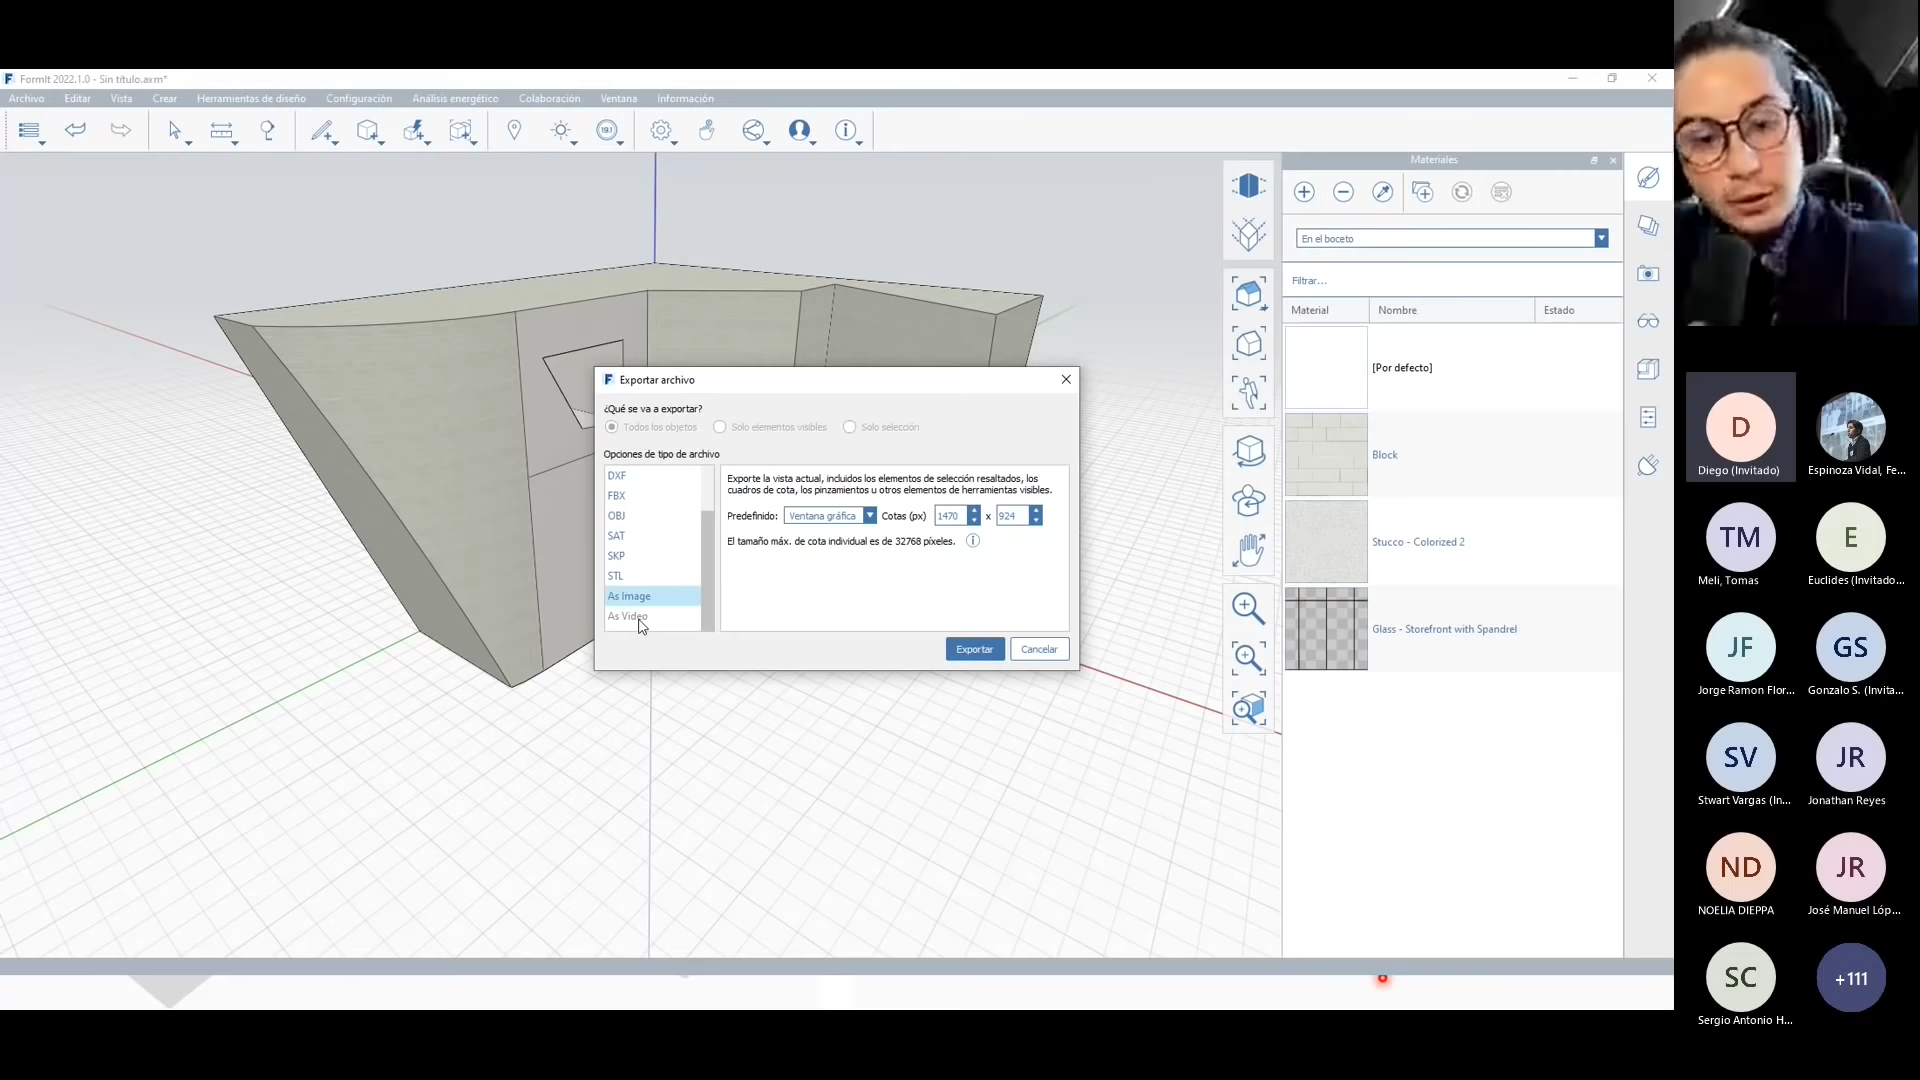 FormIt 2022.1.0 - Sin título.axm*
Archivo Editar Vista Crear Herramientas de diseño Configuración Análisis energético Colaboración Ventana Información
19.1
Materiales
En el boceto
Filtrar...
Material Nombre Estado
[Por defecto]
Block
Stucco - Colorized 2
Glass - Storefront with Spandrel
Exportar archivo
¿Qué se va a exportar?
Todos los objetos Solo elementos visibles Solo selección
Opciones de tipo de archivo
DXF
FBX
OBJ
SAT
SKP
STL
As Image
As Video
Exporte la vista actual, incluidos los elementos de selección resaltados, los
cuadros de cota, los pinzamientos u otros elementos de herramientas visibles.
Predefinido: Ventana gráfica Cotas (px) 1470 x 924
El tamaño máx. de cota individual es de 32768 píxeles.
Exportar Cancelar
D
Diego (Invitado)
Espinoza Vidal, Fe...
TM
Meli, Tomas
E
Euclides (Invitado...
JF
Jorge Ramon Flor...
GS
Gonzalo S. (Invita...
SV
Stwart Vargas (In...
JR
Jonathan Reyes
ND
NOELIA DIEPPA
JR
José Manuel Lóp...
SC
Sergio Antonio H...
+111